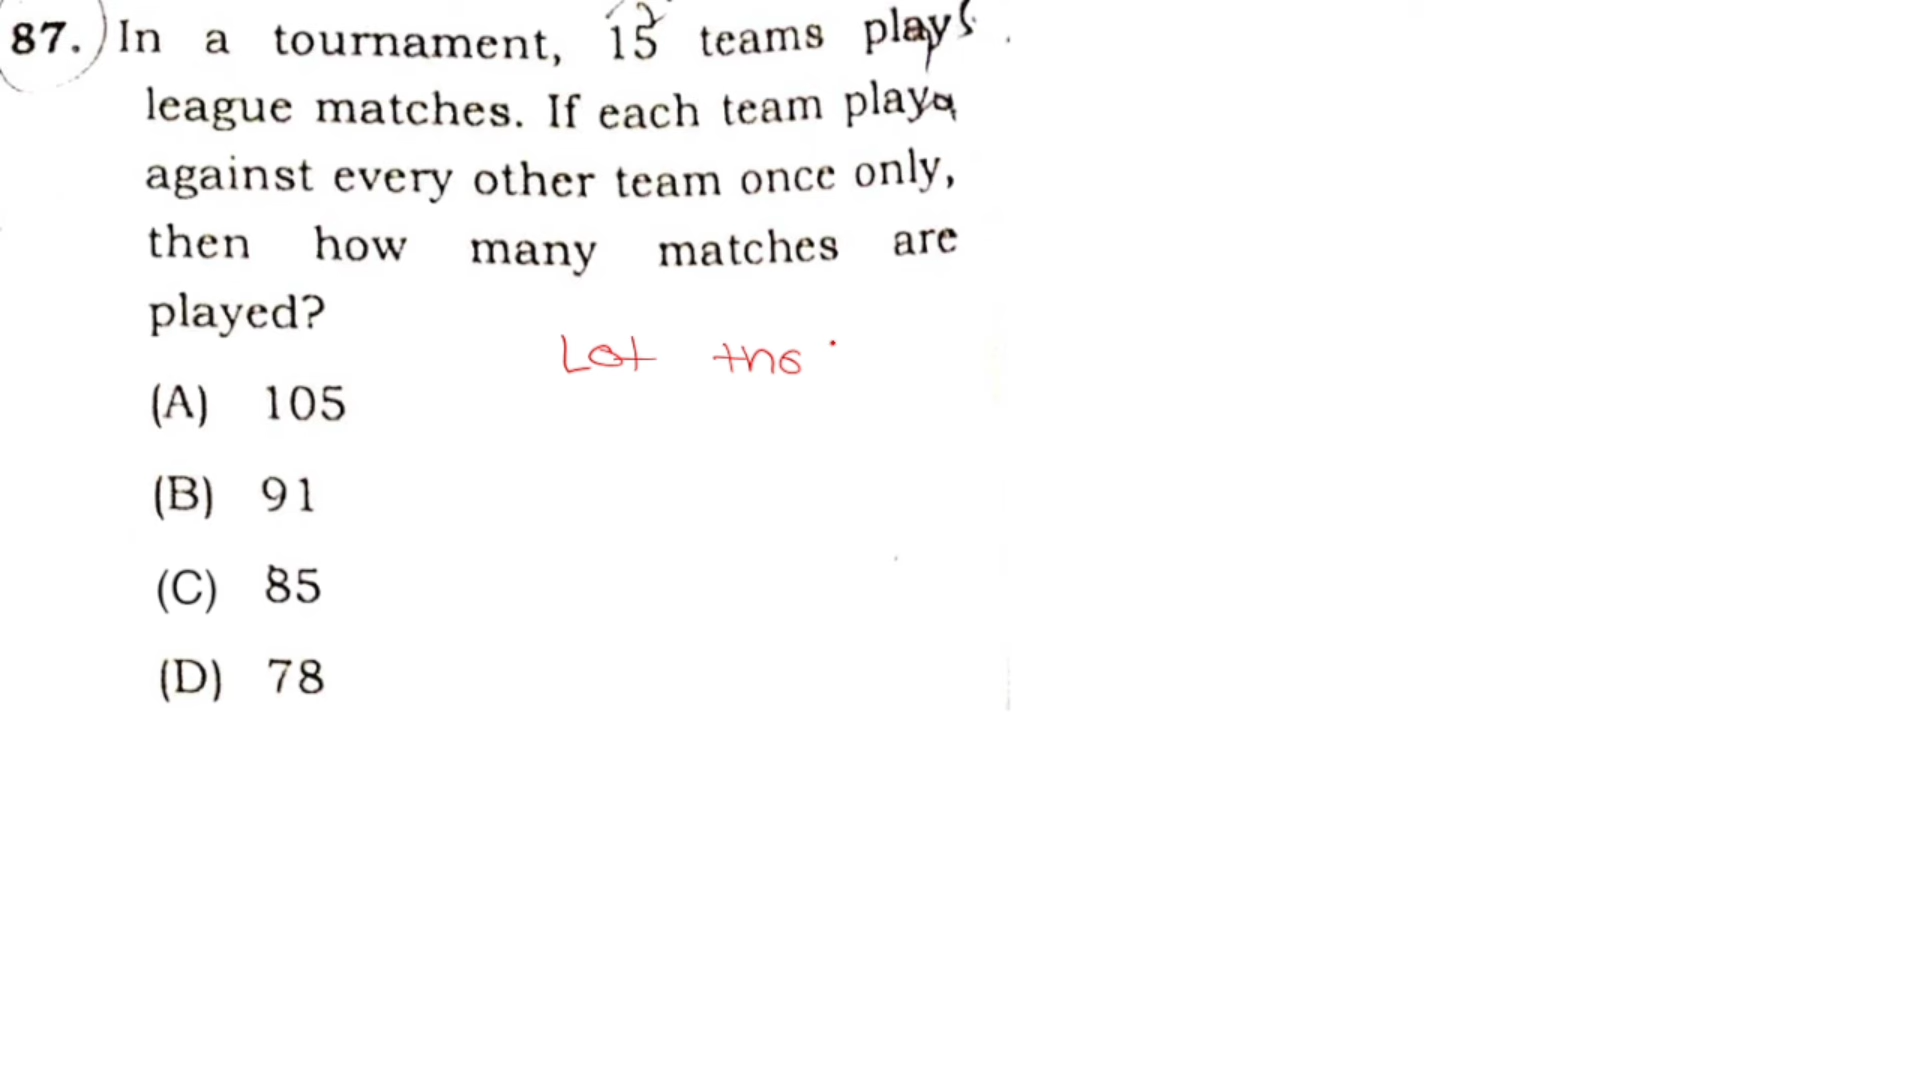 87. In a tournament, 15 teams plays
league matches. If each team play
against every other team once only,
then how many matches are
played?
Let the
(A) 105
(B) 91
(C) 85
(D) 78